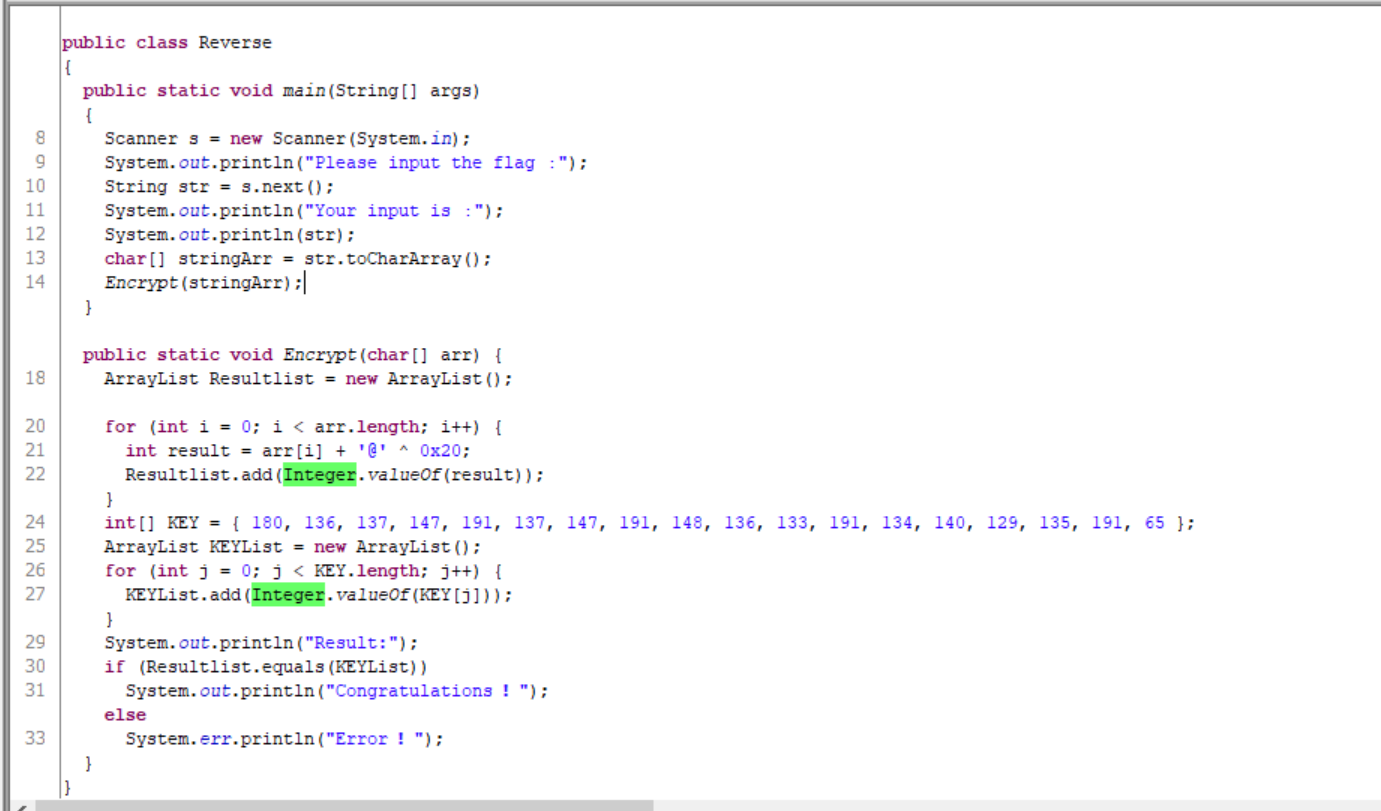 public class Reverse
{
public static void main(String[] args)
{
8 Scanner s = new Scanner(System.in);
9 System.out.println("Please input the flag :");
10 String str = s.next();
11 System.out.println("Your input is :");
12 System.out.println(str);
13 char[] stringArr = str.toCharArray();
14 Encrypt(stringArr);
}
public static void Encrypt(char[] arr) {
18 ArrayList Resultlist = new ArrayList();
20 for (int i = 0; i < arr.length; i++) {
21 int result = arr[i] + '@' ^ 0x20;
22 Resultlist.add(Integer.valueOf(result));
}
24 int[] KEY = { 180, 136, 137, 147, 191, 137, 147, 191, 148, 136, 133, 191, 134, 140, 129, 135, 191, 65 };
25 ArrayList KEYList = new ArrayList();
26 for (int j = 0; j < KEY.length; j++) {
27 KEYList.add(Integer.valueOf(KEY[j]));
}
29 System.out.println("Result:");
30 if (Resultlist.equals(KEYList))
31 System.out.println("Congratulations！");
else
33 System.err.println("Error！");
}
}